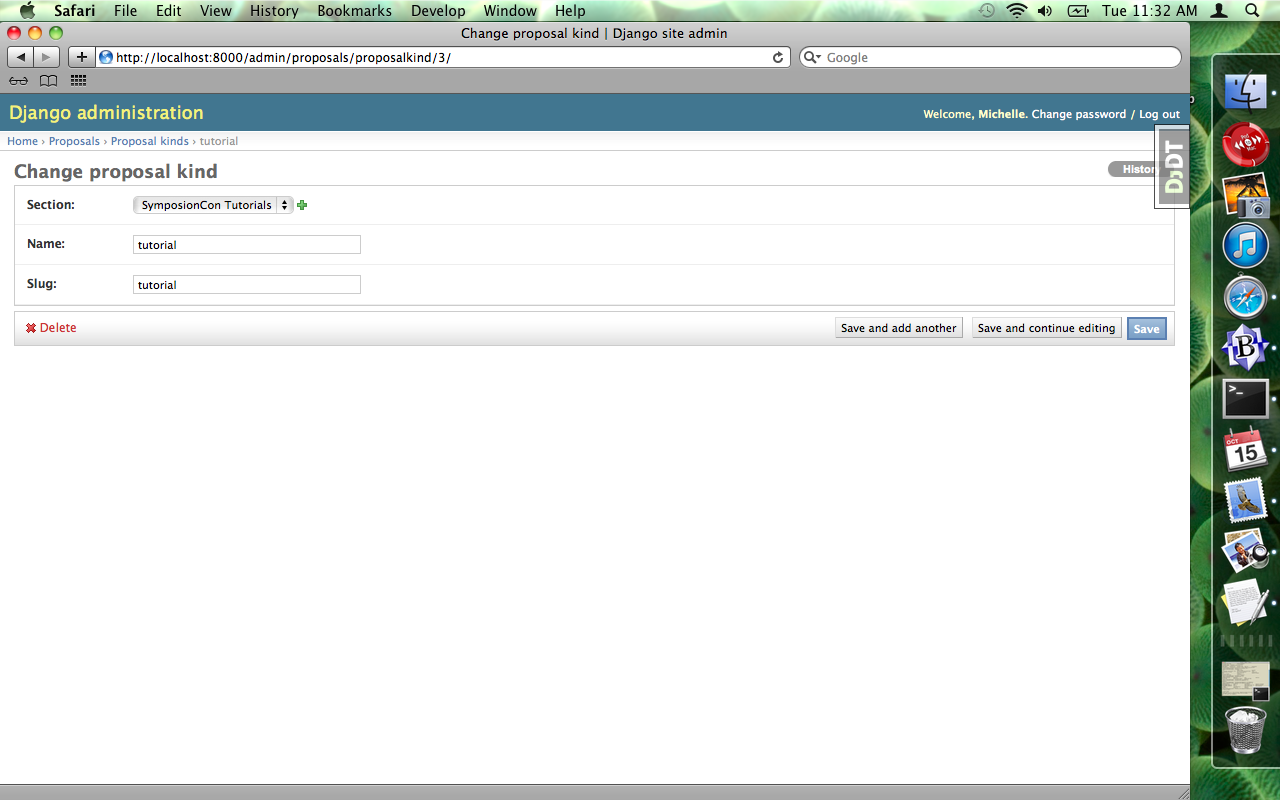 Safari File Edit View History Bookmarks Develop Window Help Tue 11:32 AM
Change proposal kind | Django site admin
http://localhost:8000/admin/proposals/proposalkind/3/ Google
Django administration
Welcome, Michelle. Change password / Log out
Home › Proposals › Proposal kinds › tutorial
Change proposal kind
History
DjDT
Section: SymposionCon Tutorials
Name: tutorial
Slug: tutorial
Delete Save and add another Save and continue editing Save
OCT
15